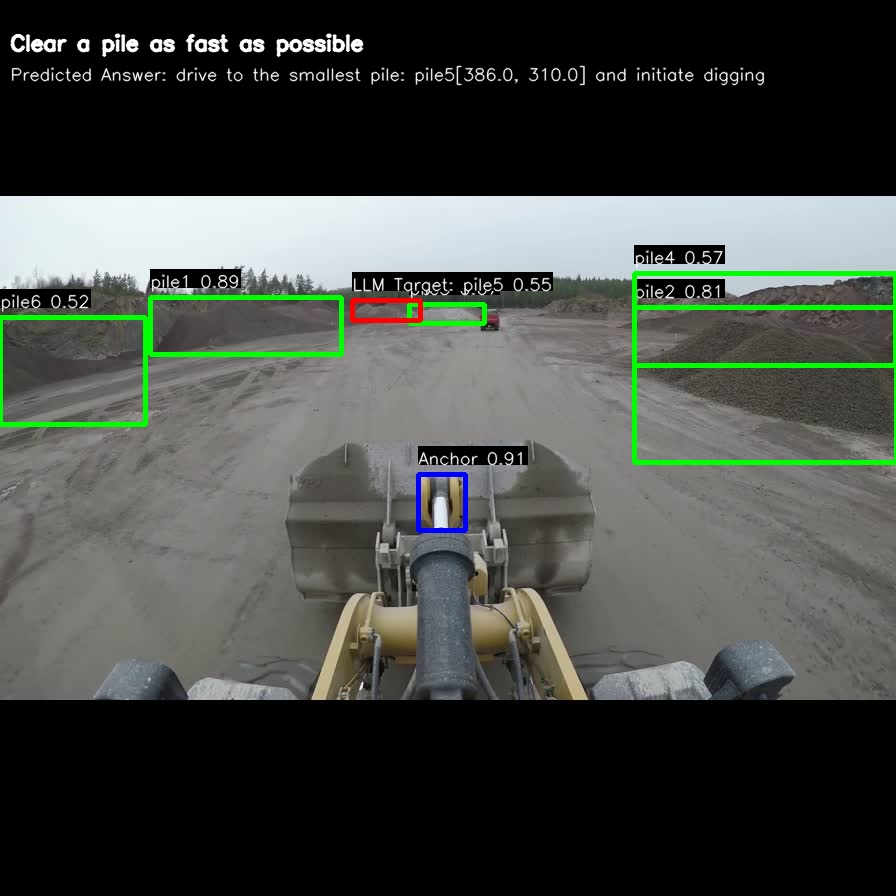 Clear a pile as fast as possible
Predicted Answer: drive to the smallest pile: pile5[386.0, 310.0] and initiate digging
pile4 0.57
pile1 0.89
LLM Target: pile5 0.55
pile2 0.81
pile6 0.52
Anchor 0.91